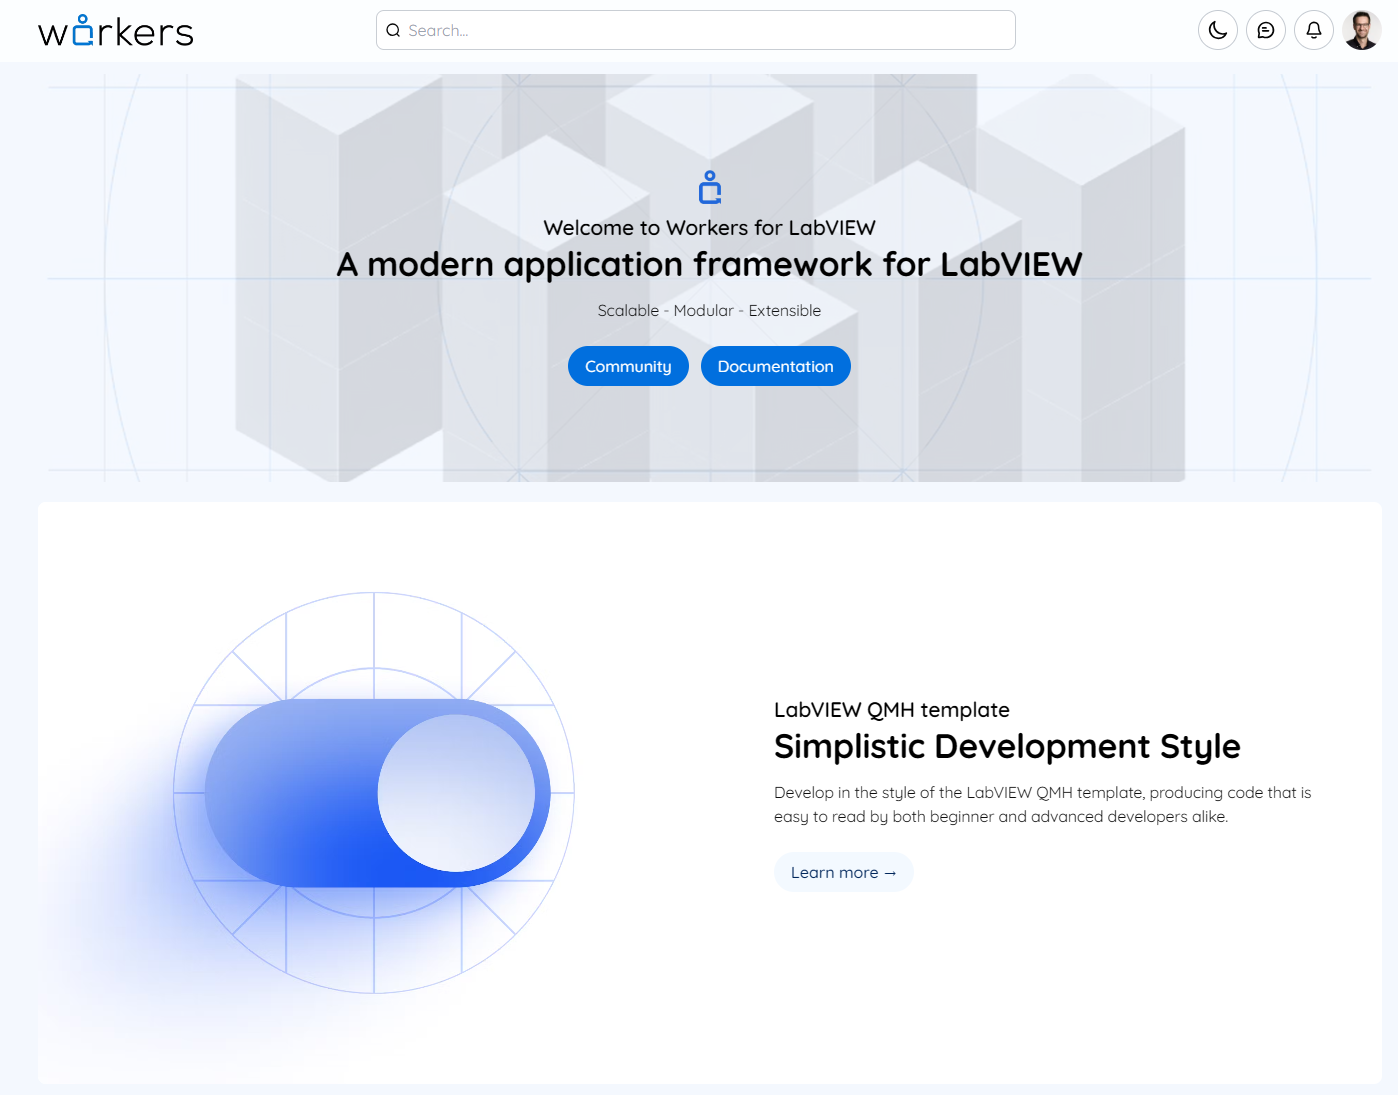 workers
Search...
Welcome to Workers for LabVIEW
A modern application framework for LabVIEW
Scalable - Modular - Extensible
Community
Documentation
LabVIEW QMH template
Simplistic Development Style
Develop in the style of the LabVIEW QMH template, producing code that is
easy to read by both beginner and advanced developers alike.
Learn more →